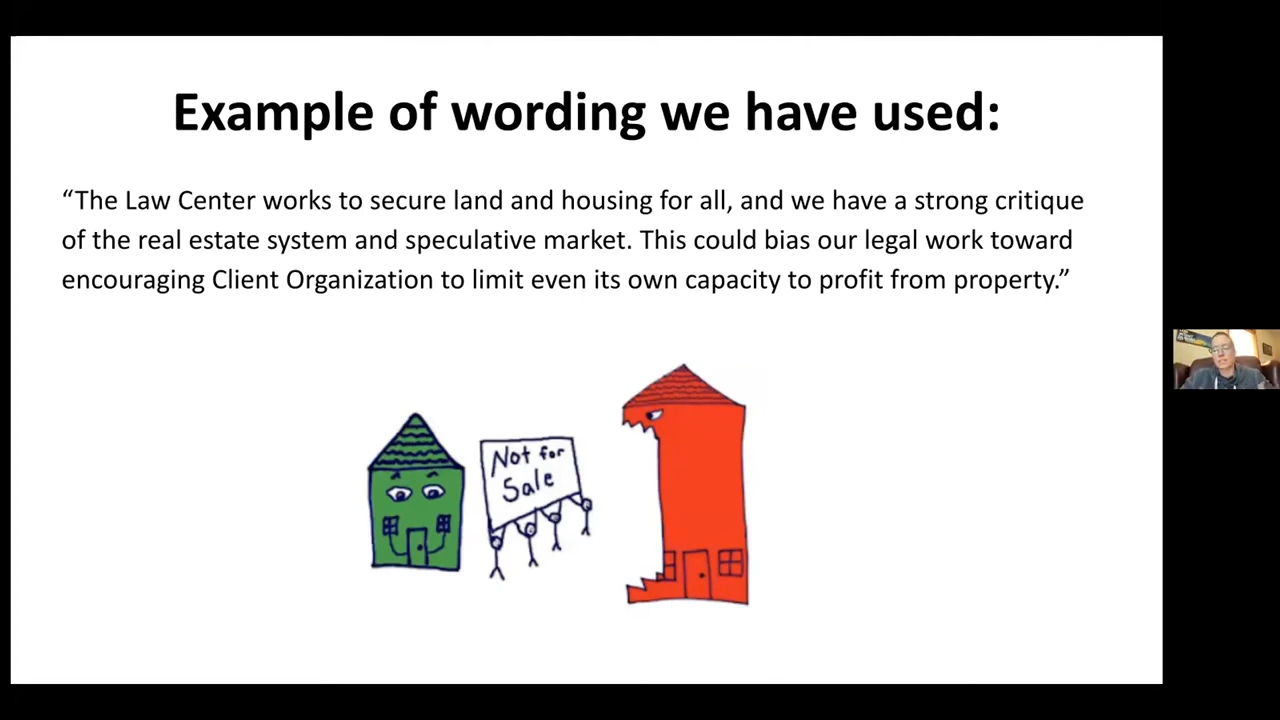 Example of wording we have used:
“The Law Center works to secure land and housing for all, and we have a strong critique
of the real estate system and speculative market. This could bias our legal work toward
encouraging Client Organization to limit even its own capacity to profit from property.”
Not for
Sale